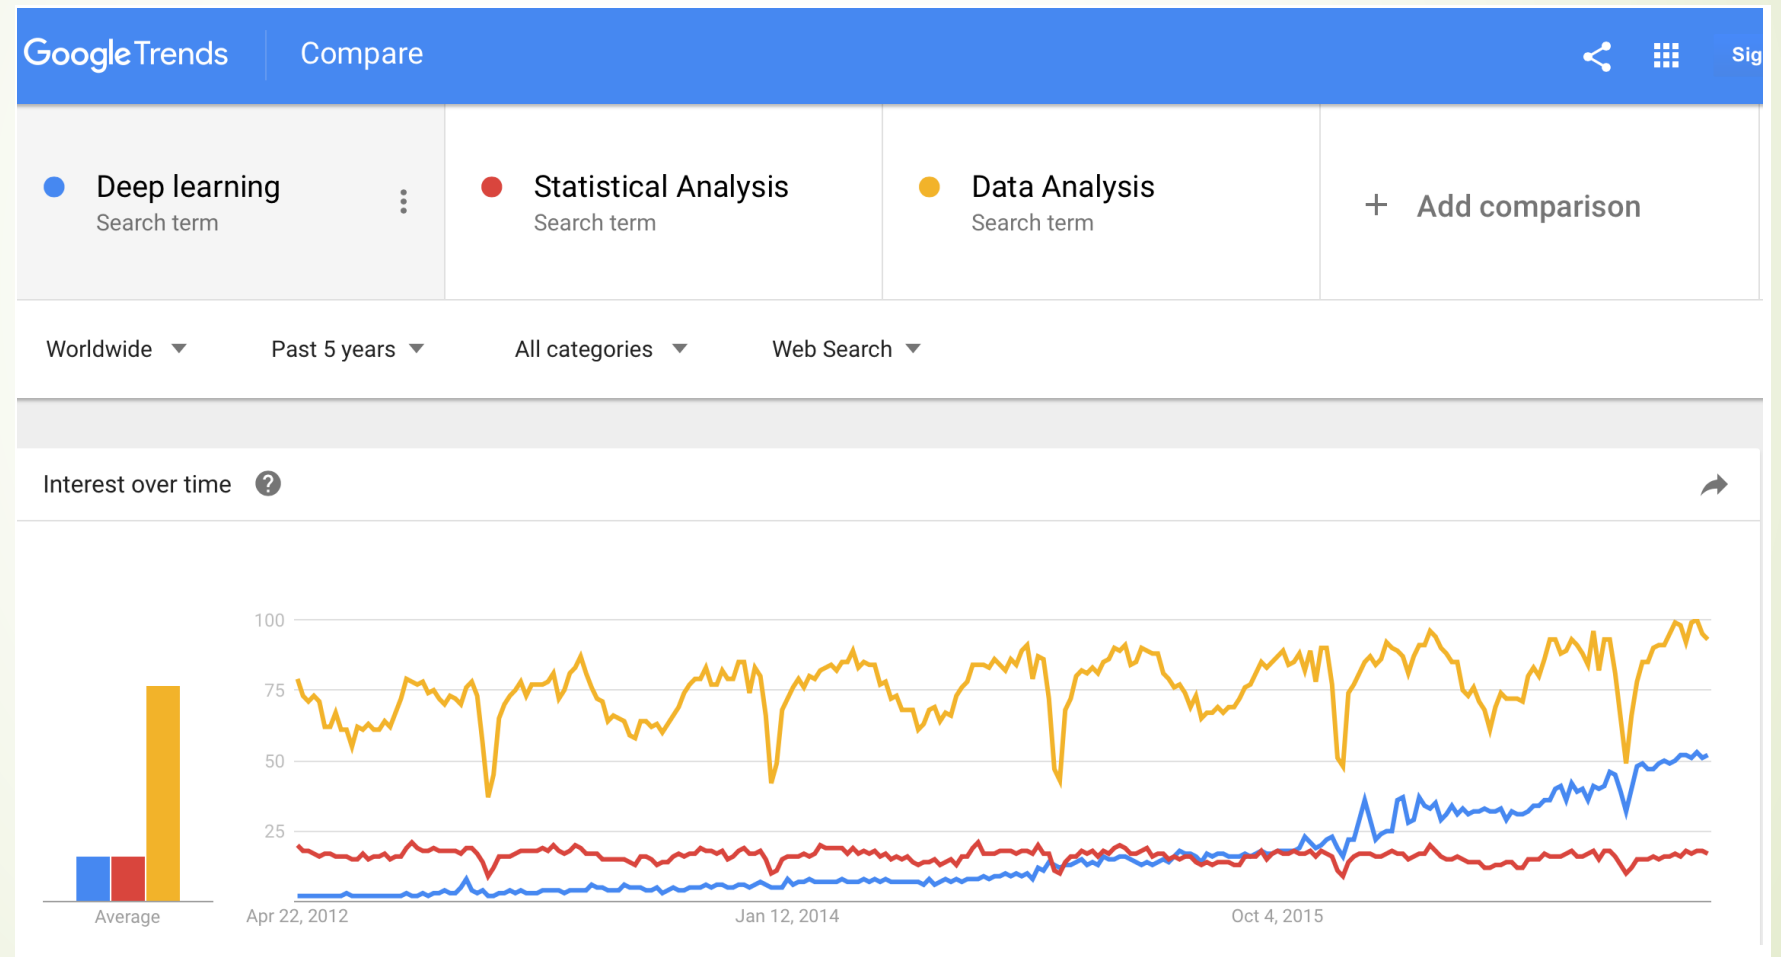 Google Trends Compare Sig
Deep learning
Search term
Statistical Analysis
Search term
Data Analysis
Search term
+ Add comparison
Worldwide Past 5 years All categories Web Search
Interest over time ?
100
75
50
25
Average Apr 22, 2012 Jan 12, 2014 Oct 4, 2015